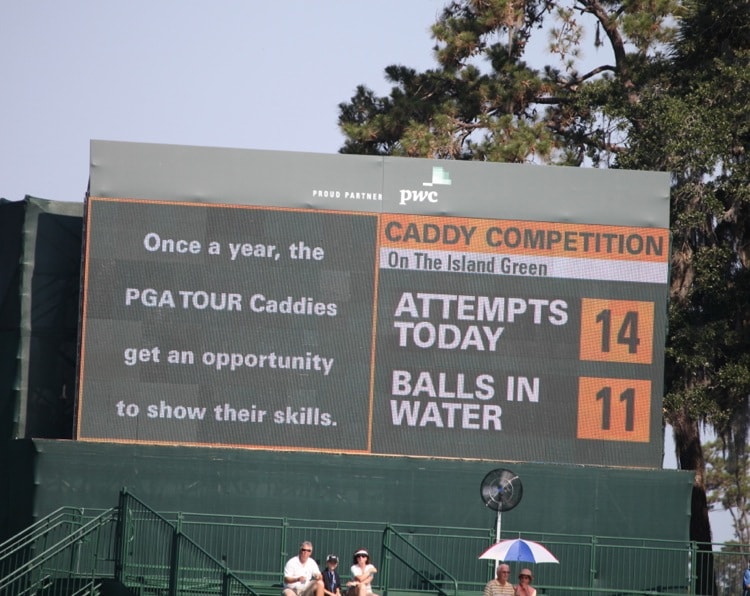 PROUD PARTNER
pwc
Once a year, the
PGA TOUR Caddies
get an opportunity
to show their skills.
CADDY COMPETITION
On The Island Green
ATTEMPTS
TODAY
14
BALLS IN
WATER
11